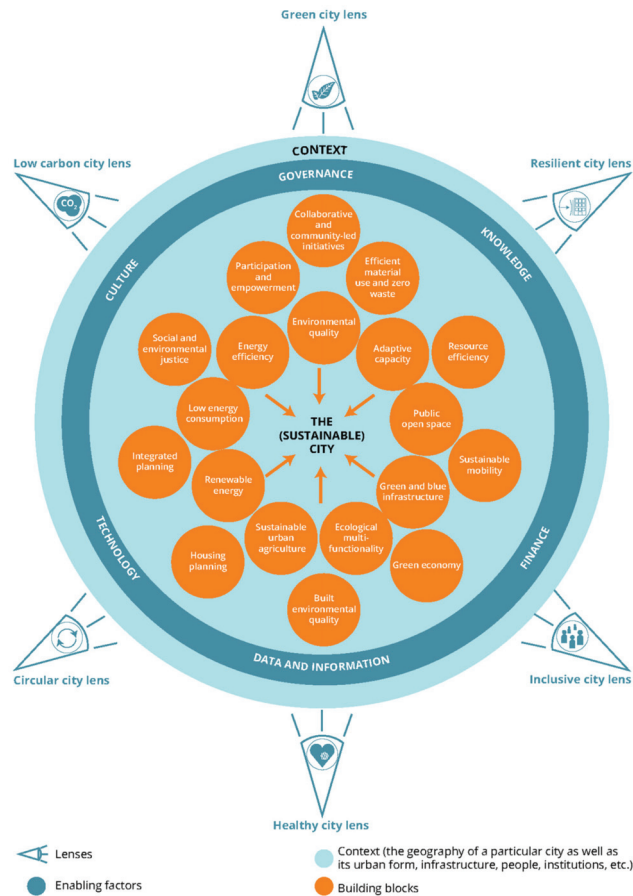 Green city lens
Low carbon city lens
Resilient city lens
CO2
CONTEXT
GOVERNANCE
CULTURE
KNOWLEDGE
Collaborative and
community-led
initiatives
Participation
and
empowerment
Efficient
material
use and zero
waste
Environmental
quality
Social and
environmental
justice
Energy
efficiency
Adaptive
capacity
Resource
efficiency
Low energy
consumption
THE
(SUSTAINABLE)
CITY
Public
open space
Integrated
planning
Sustainable
mobility
Renewable
energy
Green and blue
infrastructure
Sustainable
urban
agriculture
Ecological
multi-
functionality
Housing
planning
Green economy
Built
environmental
quality
TECHNOLOGY
FINANCE
DATA AND INFORMATION
Circular city lens
Inclusive city lens
Healthy city lens
Lenses
Context (the geography of a particular city as well as
its urban form, infrastructure, people, institutions, etc.)
Enabling factors
Building blocks